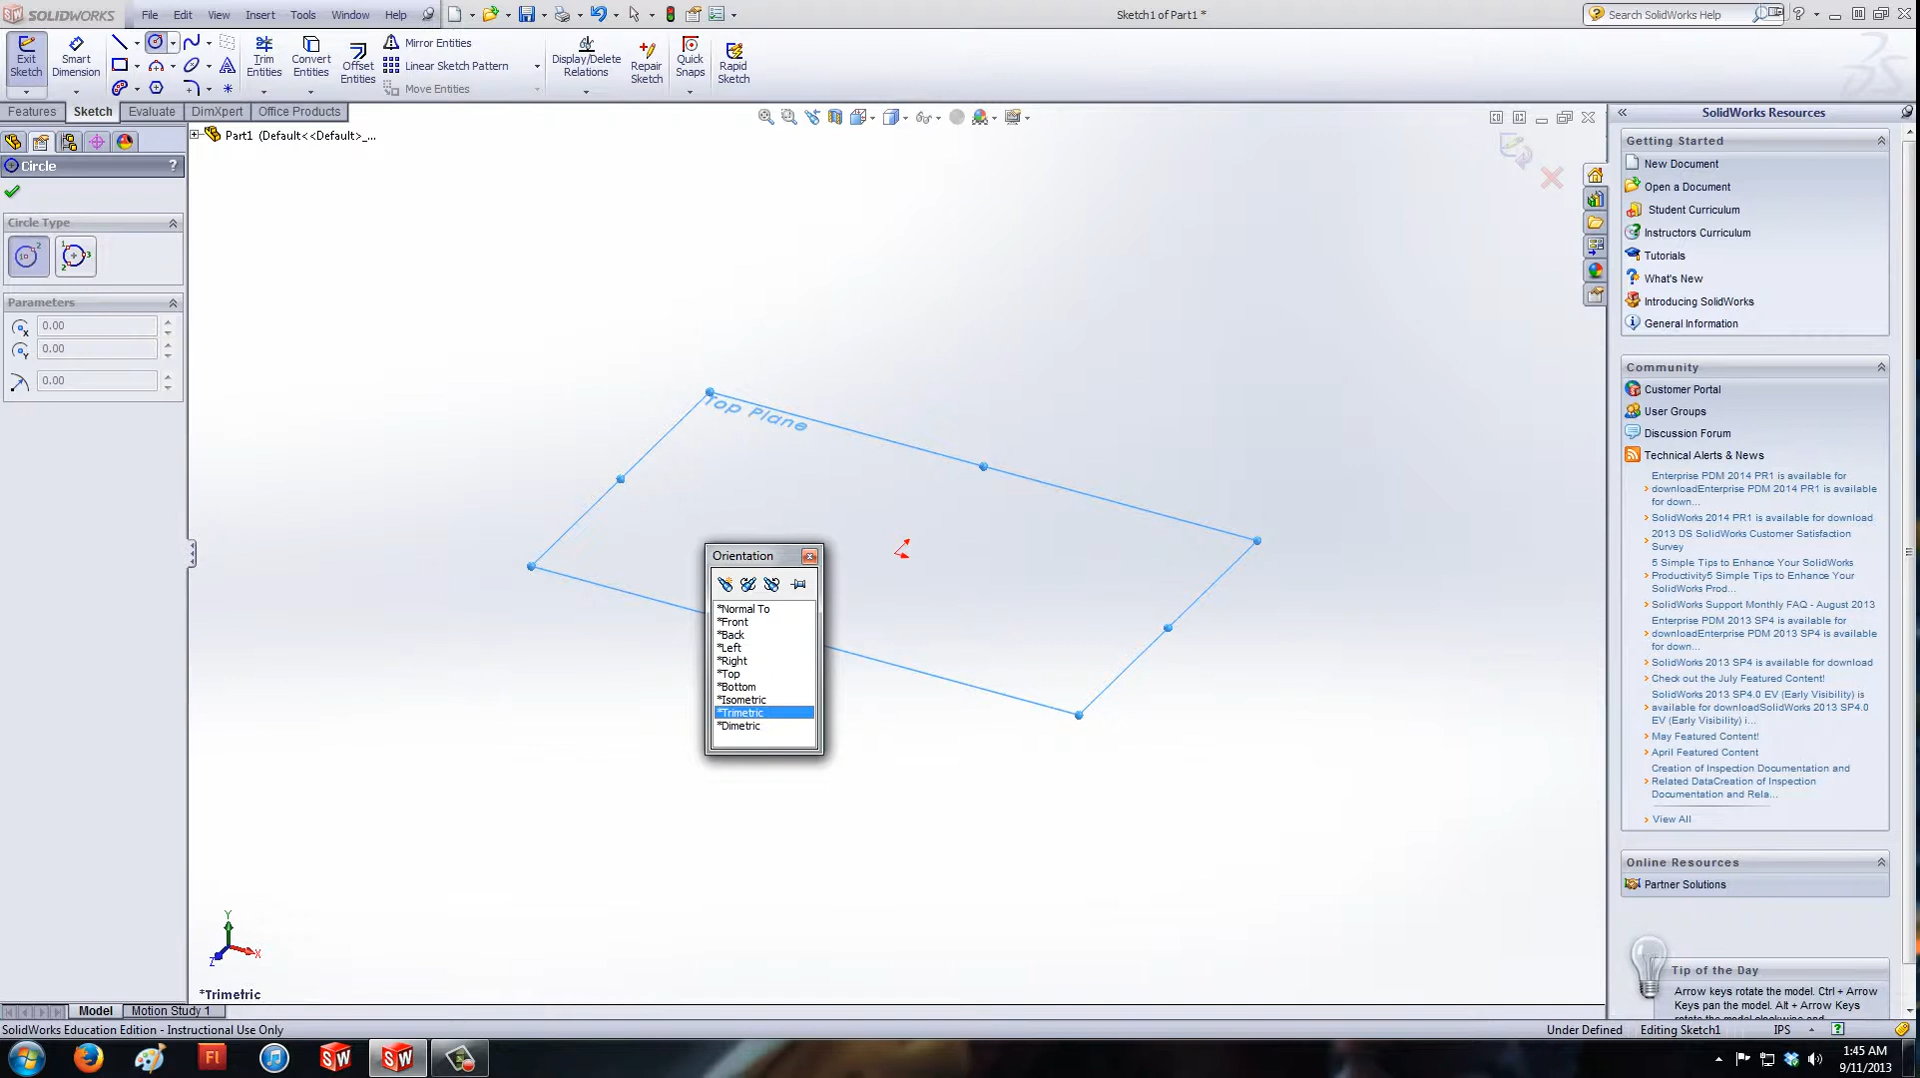 SOLIDWORKS File Edit View Insert Tools Window Help Sketch1 of Part1 * Search SolidWorks Help
Exit Sketch
Smart Dimension
Trim Entities
Convert Entities
Offset Entities
Mirror Entities
Linear Sketch Pattern
Move Entities
Display/Delete Relations
Repair Sketch
Quick Snaps
Rapid Sketch
Features Sketch Evaluate DimXpert Office Products
Part1 (Default<<Default>_...
Circle ?
Circle Type
Parameters
0.00
0.00
0.00
Top Plane
Orientation
*Normal To
*Front
*Back
*Left
*Right
*Top
*Bottom
*Isometric
*Trimetric
*Dimetric
Y
X
Z
*Trimetric
SolidWorks Resources
Getting Started
New Document
Open a Document
Student Curriculum
Instructors Curriculum
Tutorials
What's New
Introducing SolidWorks
General Information
Community
Customer Portal
User Groups
Discussion Forum
Technical Alerts & News
Enterprise PDM 2014 PR1 is available for
downloadEnterprise PDM 2014 PR1 is available
for down...
SolidWorks 2014 PR1 is available for download
2013 DS SolidWorks Customer Satisfaction
Survey
5 Simple Tips to Enhance Your SolidWorks
Productivity5 Simple Tips to Enhance Your
SolidWorks Prod...
SolidWorks Support Monthly FAQ - August 2013
Enterprise PDM 2013 SP4 is available for
downloadEnterprise PDM 2013 SP4 is available
for down...
SolidWorks 2013 SP4 is available for download
Check out the July Featured Content!
SolidWorks 2013 SP4.0 EV (Early Visibility) is
available for downloadSolidWorks 2013 SP4.0
EV (Early Visibility) i...
May Featured Content!
April Featured Content
Creation of Inspection Documentation and
Related DataCreation of Inspection
Documentation and Rela...
View All
Online Resources
Partner Solutions
Tip of the Day
Arrow keys rotate the model. Ctrl + Arrow
Keys pan the model. Alt + Arrow Keys
Model Motion Study 1
SolidWorks Education Edition - Instructional Use Only Under Defined Editing Sketch1 IPS
1:45 AM
9/11/2013